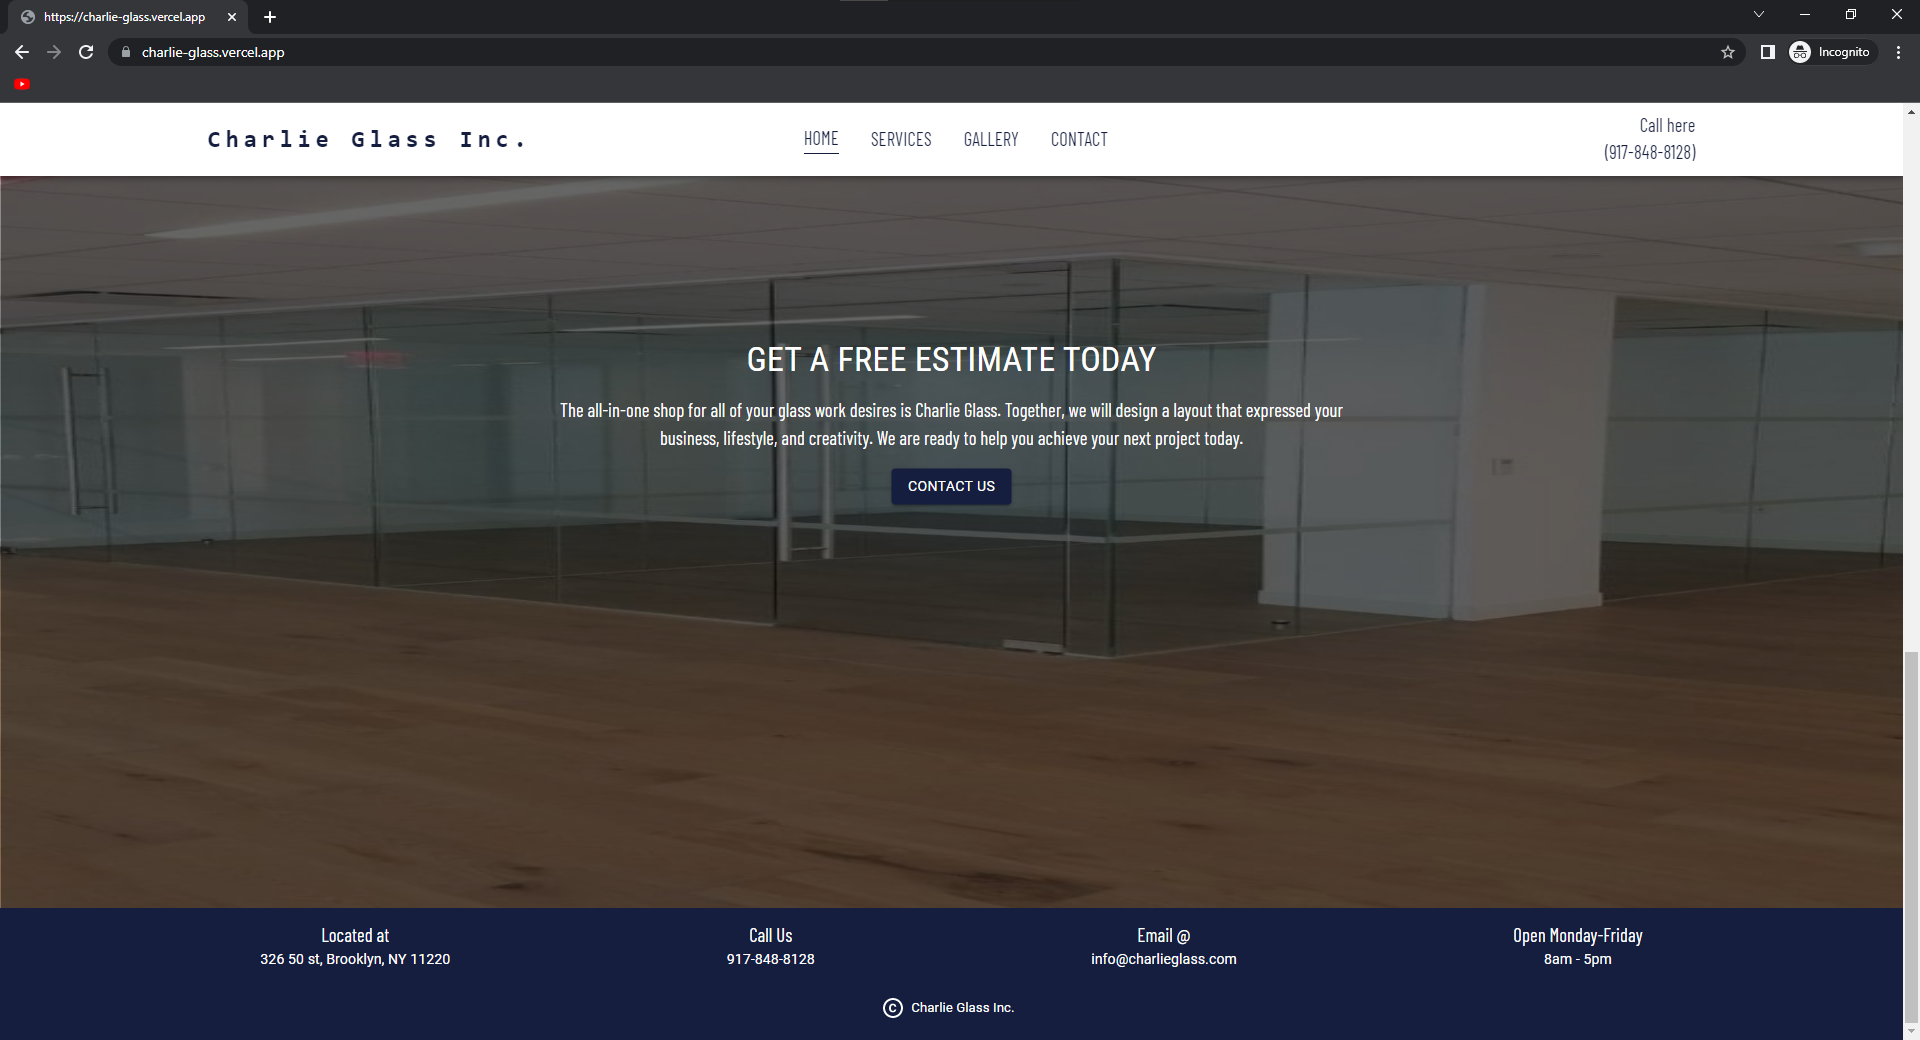 https://charlie-glass.vercel.app
charlie-glass.vercel.app
Incognito
Charlie Glass Inc.
HOME SERVICES GALLERY CONTACT
Call here
(917-848-8128)
GET A FREE ESTIMATE TODAY
The all-in-one shop for all of your glass work desires is Charlie Glass. Together, we will design a layout that expressed your
business, lifestyle, and creativity. We are ready to help you achieve your next project today.
CONTACT US
Located at
326 50 st, Brooklyn, NY 11220
Call Us
917-848-8128
Email @
info@charlieglass.com
Open Monday-Friday
8am - 5pm
© Charlie Glass Inc.